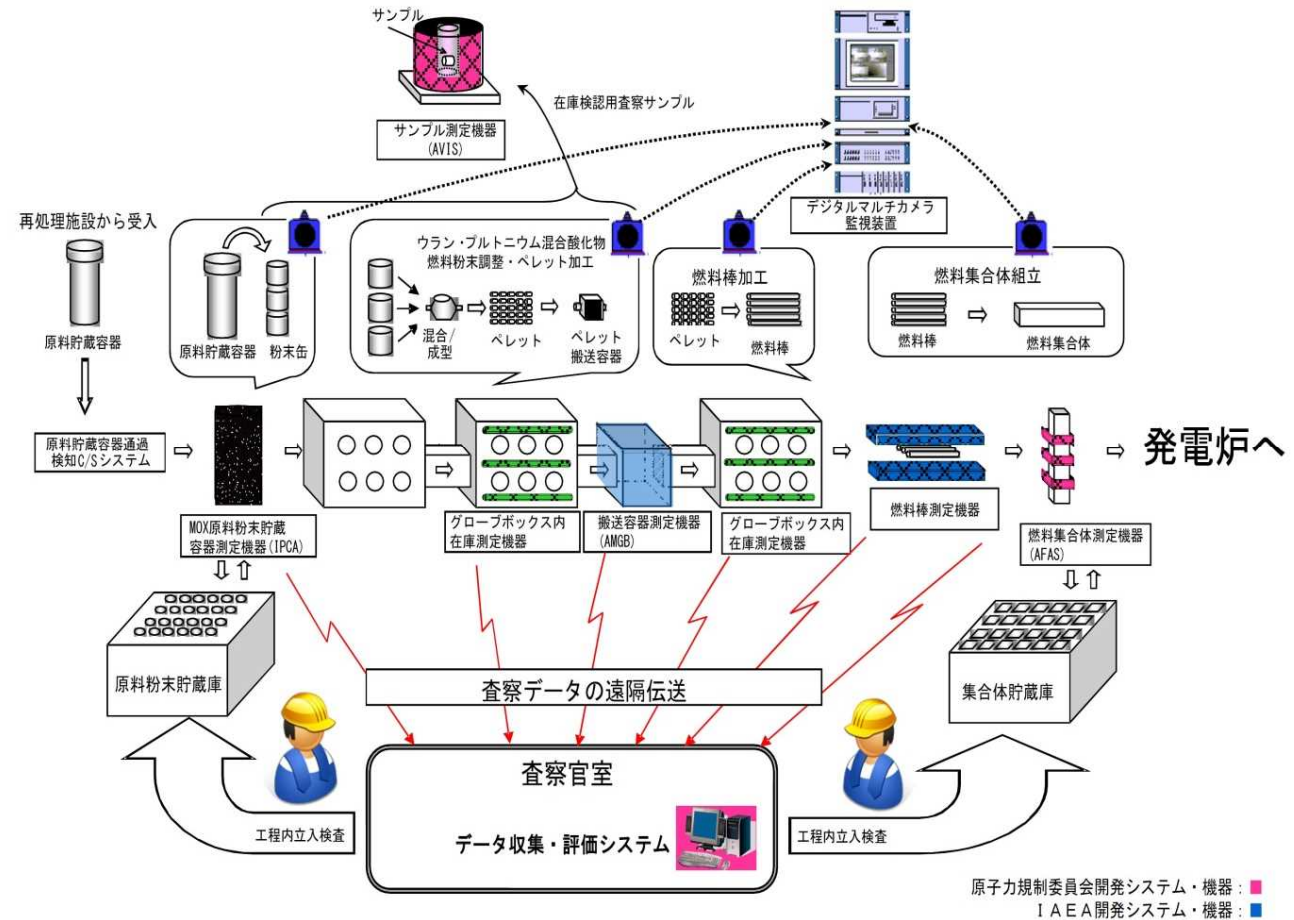 サンプル
在庫検認用査察サンプル
サンプル測定機器
(AVIS)
デジタルマルチカメラ
監視装置
再処理施設から受入
原料貯蔵容器
原料貯蔵容器
粉末缶
ウラン・プルトニウム混合酸化物
燃料粉末調整・ペレット加工
混合/
成型
ペレット
ペレット
搬送容器
燃料棒加工
ペレット
燃料棒
燃料集合体組立
燃料棒
燃料集合体
原料貯蔵容器通過
検知C/Sシステム
発電炉へ
MOX原料粉末貯蔵
容器測定機器(IPCA)
グローブボックス内
在庫測定機器
搬送容器測定機器
(AMGB)
グローブボックス内
在庫測定機器
燃料棒測定機器
燃料集合体測定機器
(AFAS)
原料粉末貯蔵庫
査察データの遠隔伝送
集合体貯蔵庫
査察官室
データ収集・評価システム
工程内立入検査
工程内立入検査
原子力規制委員会開発システム・機器:
IAEA開発システム・機器: